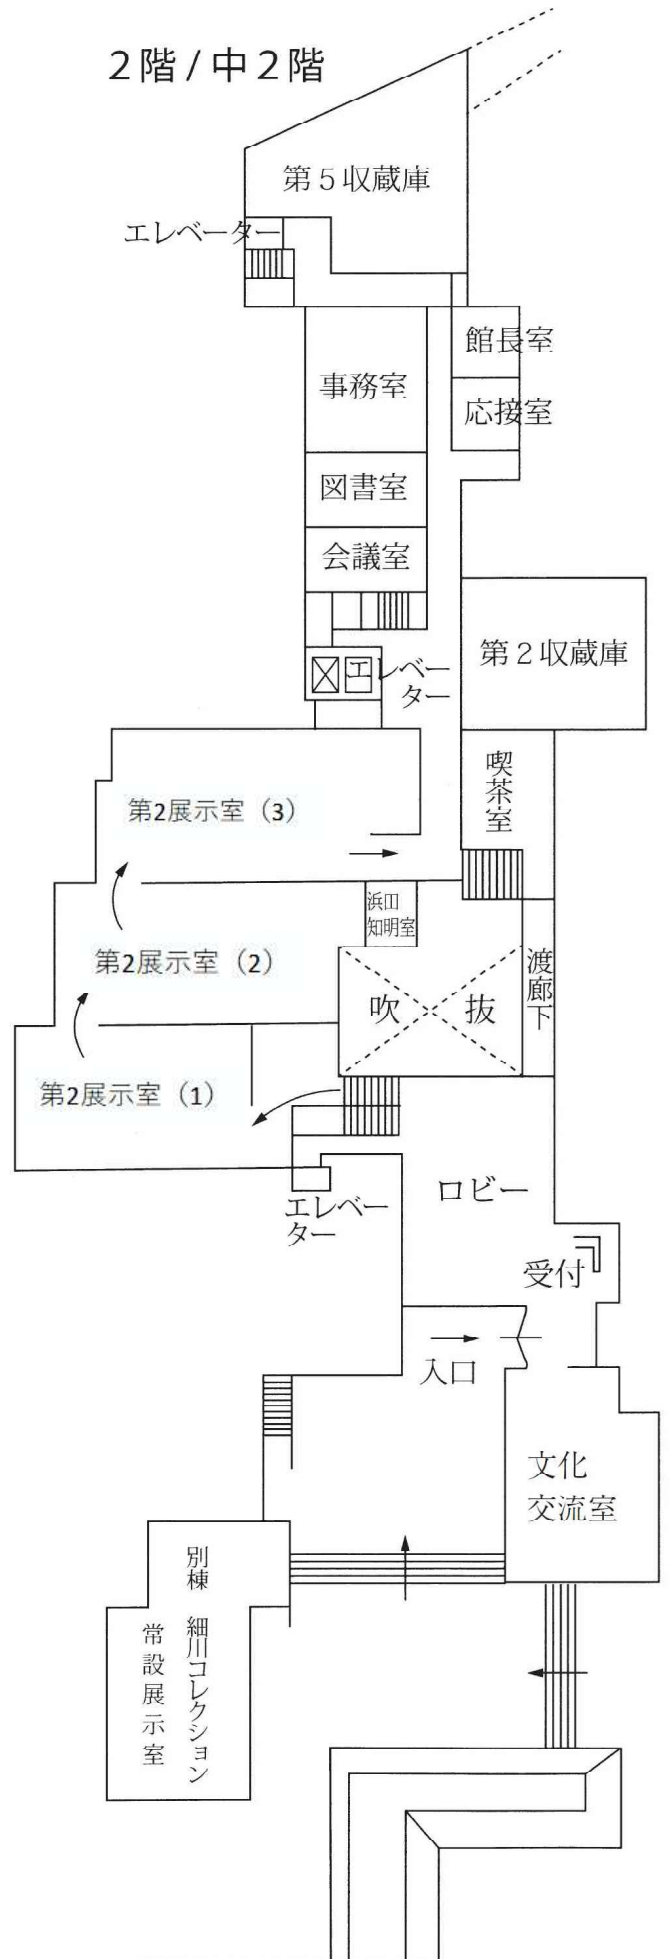 ２階 / 中２階
第５収蔵庫
エレベーター
館長室
事務室
応接室
図書室
会議室
第２収蔵庫
エレベー
ター
喫茶室
第2展示室（3）
浜田
知明室
第2展示室（2）
渡廊下
吹 抜
第2展示室（1）
ロビー
エレベー
ター
受付
入口
文化
交流室
別棟 細川コレクション
常設展示室